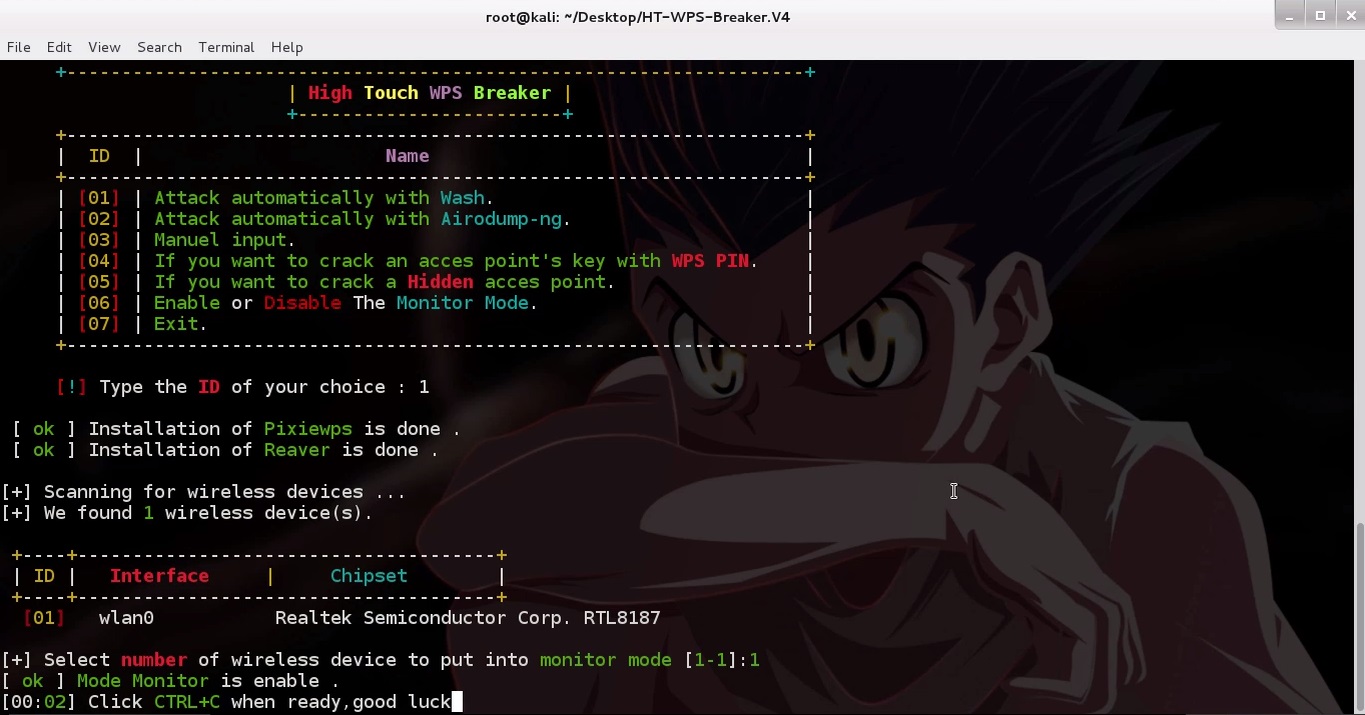 root@kali: ~/Desktop/HT-WPS-Breaker.V4
File Edit View Search Terminal Help
+-------------------------------------------------------------------+
| High Touch WPS Breaker |
+------------------------+
+--------------------------------------------------------------------+
| ID | Name |
+--------------------------------------------------------------------+
| [01] | Attack automatically with Wash. |
| [02] | Attack automatically with Airodump-ng. |
| [03] | Manuel input. |
| [04] | If you want to crack an acces point's key with WPS PIN. |
| [05] | If you want to crack a Hidden acces point. |
| [06] | Enable or Disable The Monitor Mode. |
| [07] | Exit. |
+--------------------------------------------------------------------+
[!] Type the ID of your choice : 1
[ ok ] Installation of Pixiewps is done .
[ ok ] Installation of Reaver is done .
[+] Scanning for wireless devices ...
[+] We found 1 wireless device(s).
+----+--------------------------------------+
| ID | Interface | Chipset |
+----+--------------------------------------+
[01] wlan0 Realtek Semiconductor Corp. RTL8187
[+] Select number of wireless device to put into monitor mode [1-1]:1
[ ok ] Mode Monitor is enable .
[00:02] Click CTRL+C when ready,good luck